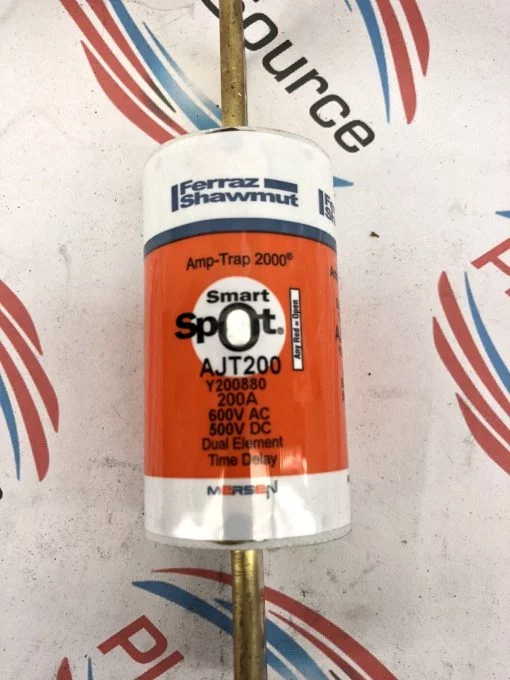 Source
Ferraz
Shawmut
Amp-Trap 2000®
Smart
Spot®
Any Red = Open
AJT200
Y200880
200A
600V AC
500V DC
Dual Element
Time Delay
MERSEN